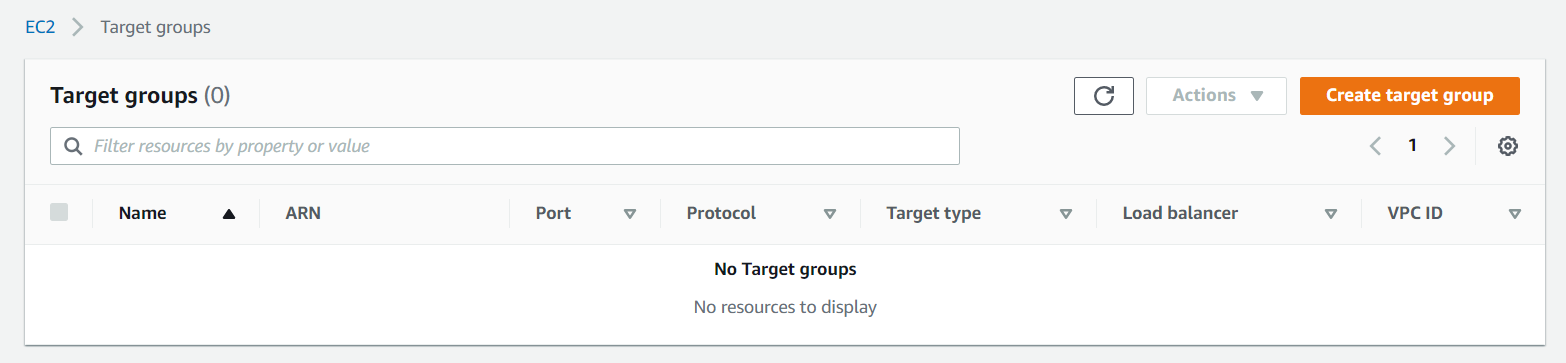 EC2 Target groups
Target groups (0) Actions Create target group
Filter resources by property or value 1
Name ARN Port Protocol Target type Load balancer VPC ID
No Target groups
No resources to display